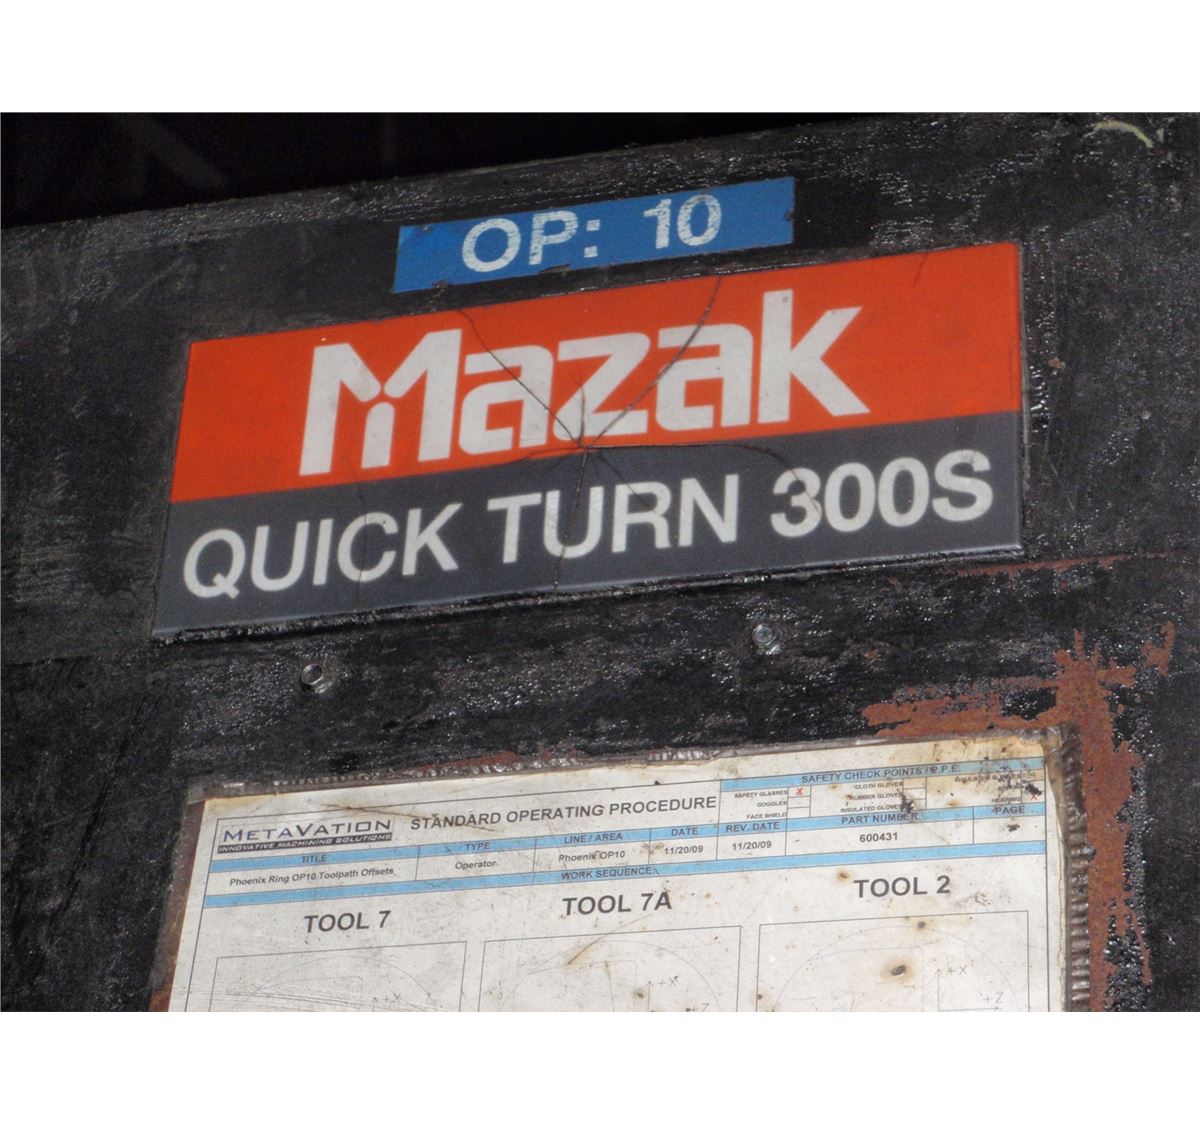 OP: 10
Mazak
QUICK TURN 300S
SAFETY CHECK POINTS / P.P.E.
METAVATION
INNOVATIVE MACHINING SOLUTIONS
STANDARD OPERATING PROCEDURE
SAFETY GLASSES X
GOGGLES
FACE SHIELD
CLOTH GLOVES
RUBBER GLOVES
INSULATED GLOVES
HEARING
TITLE TYPE LINE / AREA DATE REV. DATE PART NUMBER PAGE
Phoenix Ring OP10 Toolpath Offsets Operator Phoenix OP10 11/20/09 11/20/09 600431
WORK SEQUENCE:
TOOL 7 TOOL 7A TOOL 2
+X +X +X
+Z +Z